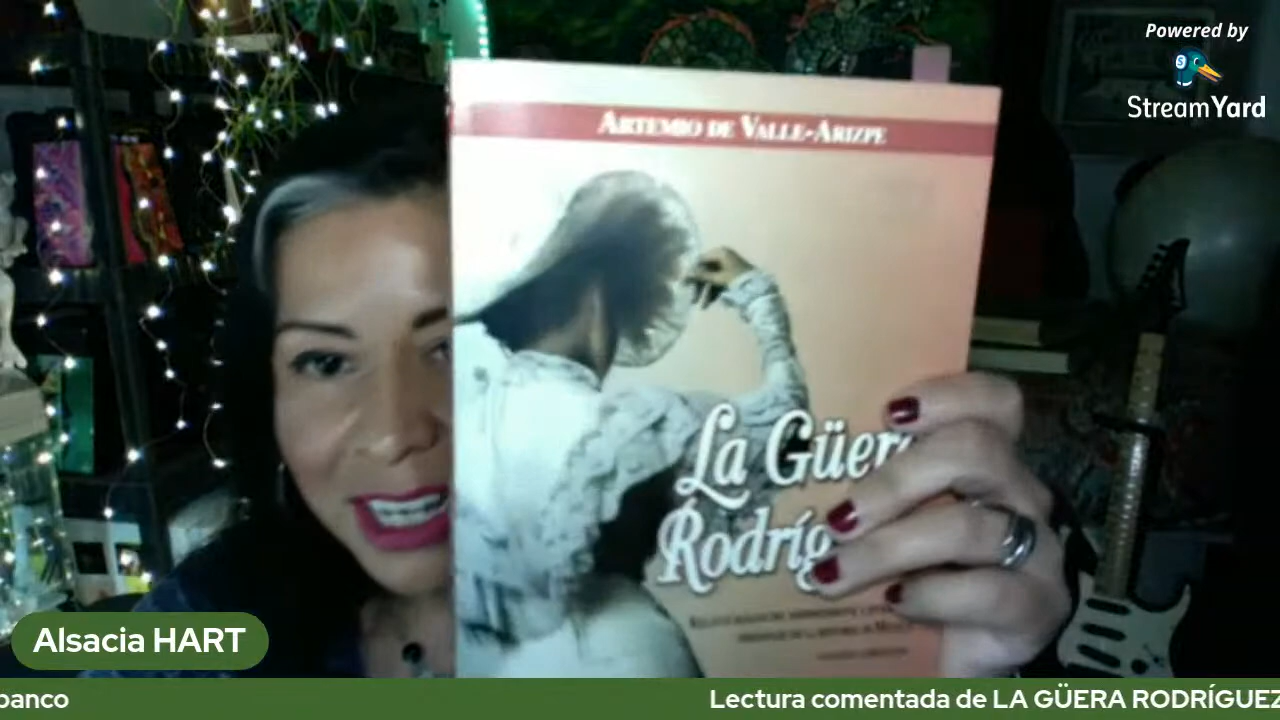 Powered by
StreamYard
ARTEMIO DE VALLE-ARIZPE
La Güer
Rodríg
Alsacia HART
banco
Lectura comentada de LA GÜERA RODRÍGUEZ